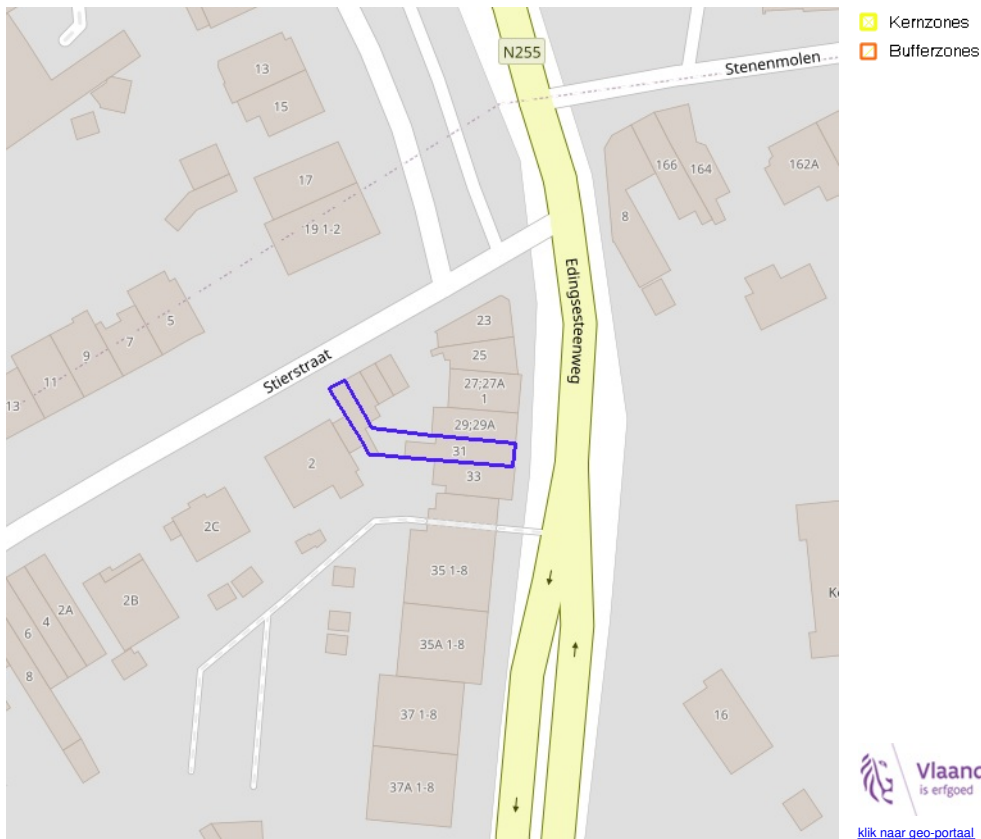 Kernzones
Bufferzones
N255
Stenenmolen
13
15
17
19 1-2
166
164
162A
8
5
7
9
11
13
Edingsesteenweg
Stierstraat
23
25
27;27A
1
29;29A
31
33
2
2C
2B
2A
4
6
8
35 1-8
35A 1-8
37 1-8
37A 1-8
16
Vlaand
is erfgoed
klik naar geo-portaal